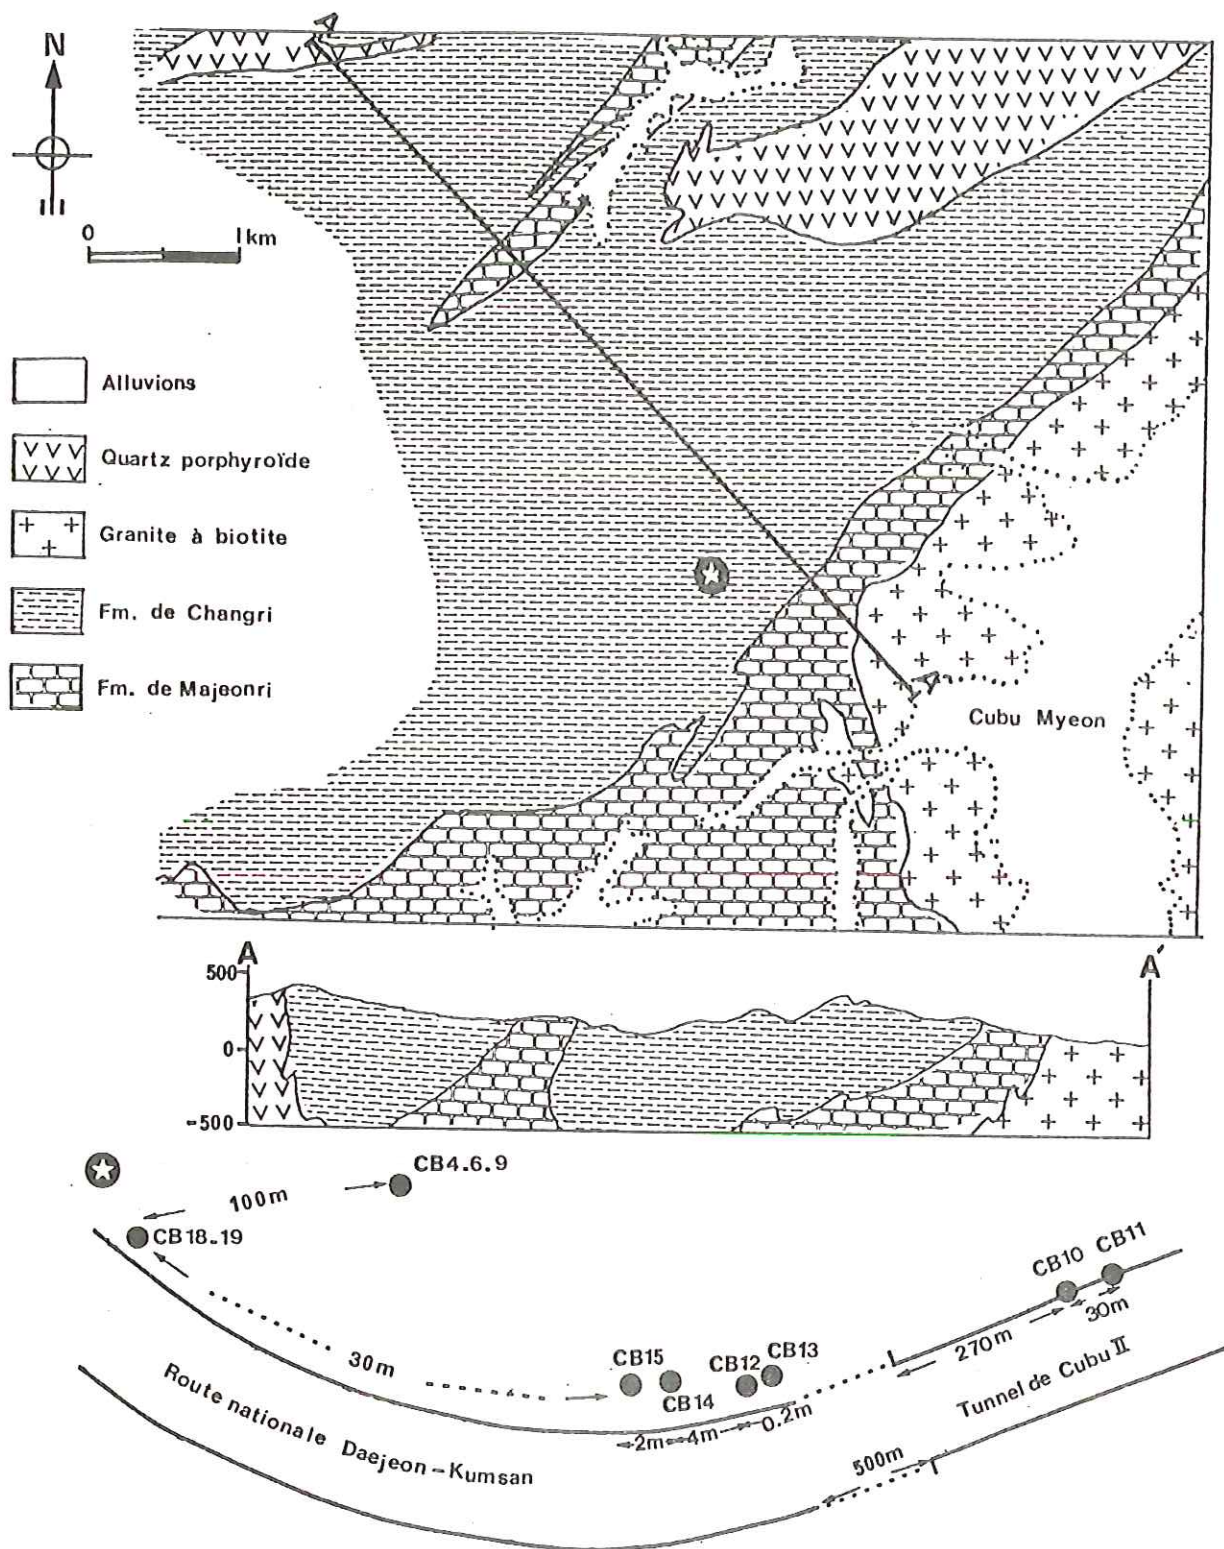 N
A
0 1 km
Alluvions
Quartz porphyroïde
Granite à biotite
Fm. de Changri
Fm. de Majeonri
A'
Cubu Myeon
A A'
500
0
-500
CB4.6.9
100m
CB18-19
CB10 CB11
30m
270m
30m
CB15 CB12 CB13
CB14
2m 4m 0.2m
Route nationale Daejeon-Kumsan
Tunnel de Cubu II
500m